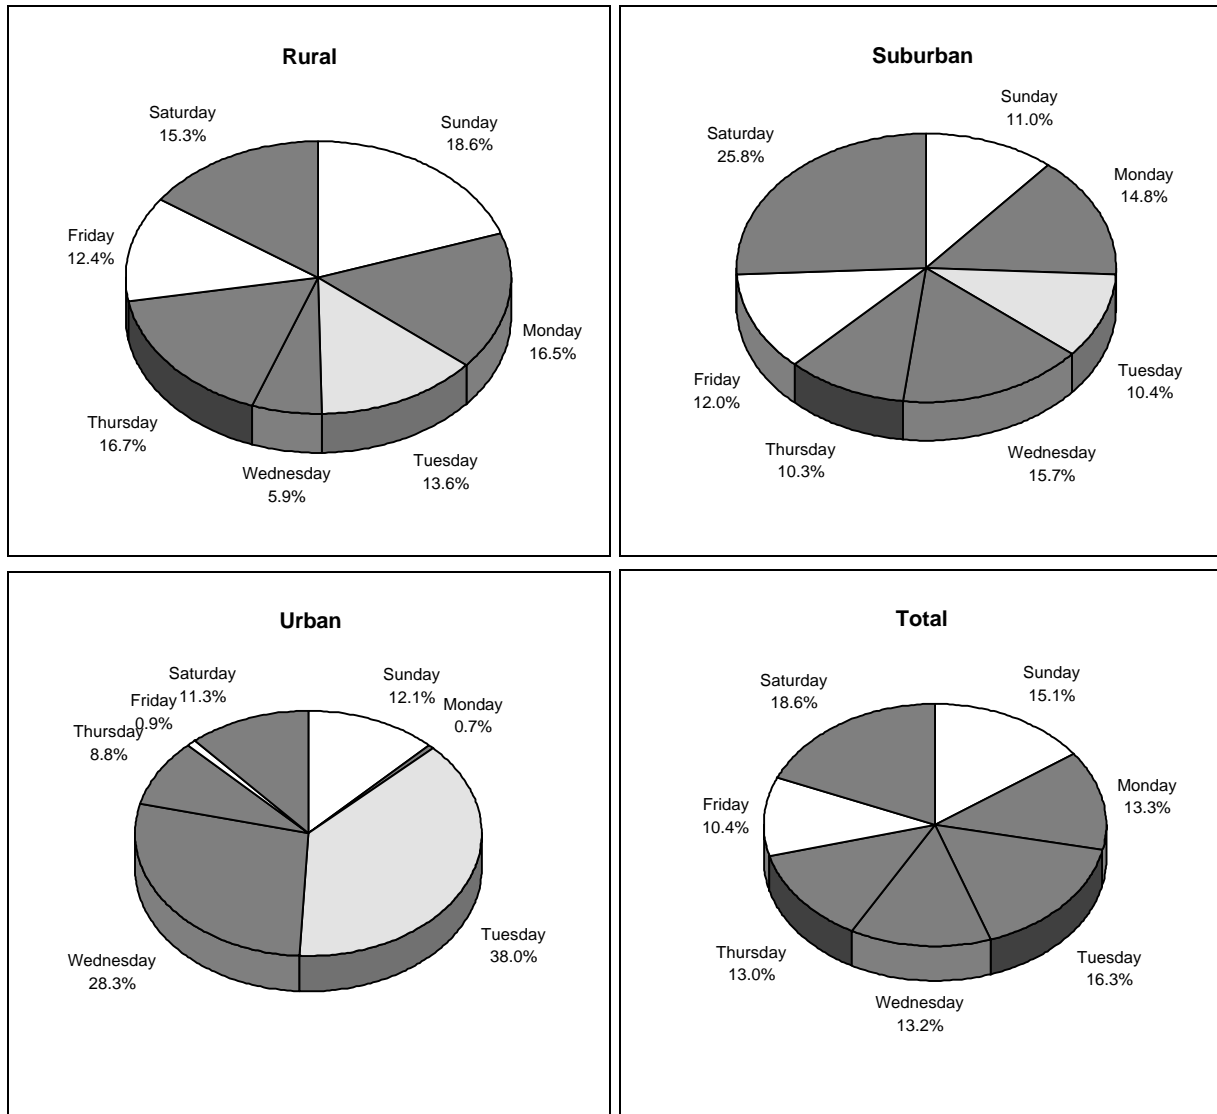 Rural
Saturday
15.3%
Sunday
18.6%
Friday
12.4%
Monday
16.5%
Thursday
16.7%
Wednesday
5.9%
Tuesday
13.6%
Suburban
Sunday
11.0%
Saturday
25.8%
Monday
14.8%
Friday
12.0%
Tuesday
10.4%
Thursday
10.3%
Wednesday
15.7%
Urban
Saturday
11.3%
Sunday
12.1%
Friday
0.9%
Monday
0.7%
Thursday
8.8%
Tuesday
38.0%
Wednesday
28.3%
Total
Saturday
18.6%
Sunday
15.1%
Friday
10.4%
Monday
13.3%
Thursday
13.0%
Tuesday
16.3%
Wednesday
13.2%